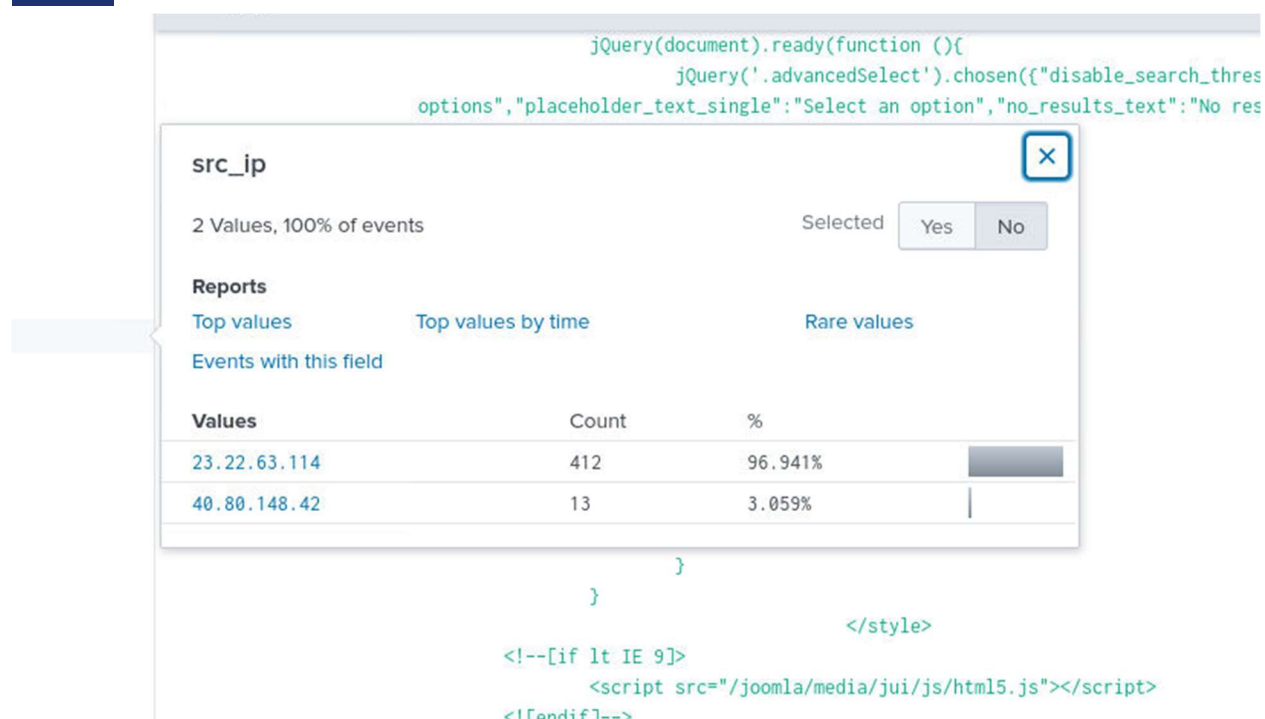 jQuery(document).ready(function (){
jQuery('.advancedSelect').chosen({"disable_search_thres
options","placeholder_text_single":"Select an option","no_results_text":"No res
src_ip
2 Values, 100% of events
Selected Yes No
Reports
Top values Top values by time Rare values
Events with this field
Values Count %
23.22.63.114 412 96.941%
40.80.148.42 13 3.059%
}
}
</style>
<!--[if lt IE 9]>
<script src="/joomla/media/jui/js/html5.js"></script>
<![endif]-->